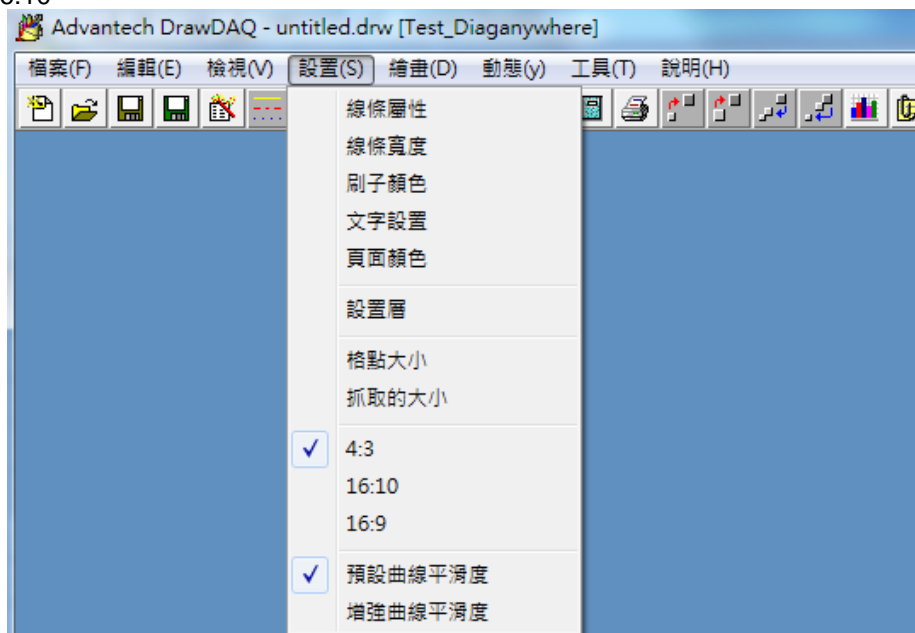 Advantech DrawDAQ - untitled.drw [Test_Diaganywhere]
檔案(F) 編輯(E) 檢視(V) 設置(S) 繪畫(D) 動態(y) 工具(T) 說明(H)
線條屬性
線條寬度
刷子顏色
文字設置
頁面顏色
設置層
格點大小
抓取的大小
4:3
16:10
16:9
預設曲線平滑度
增強曲線平滑度